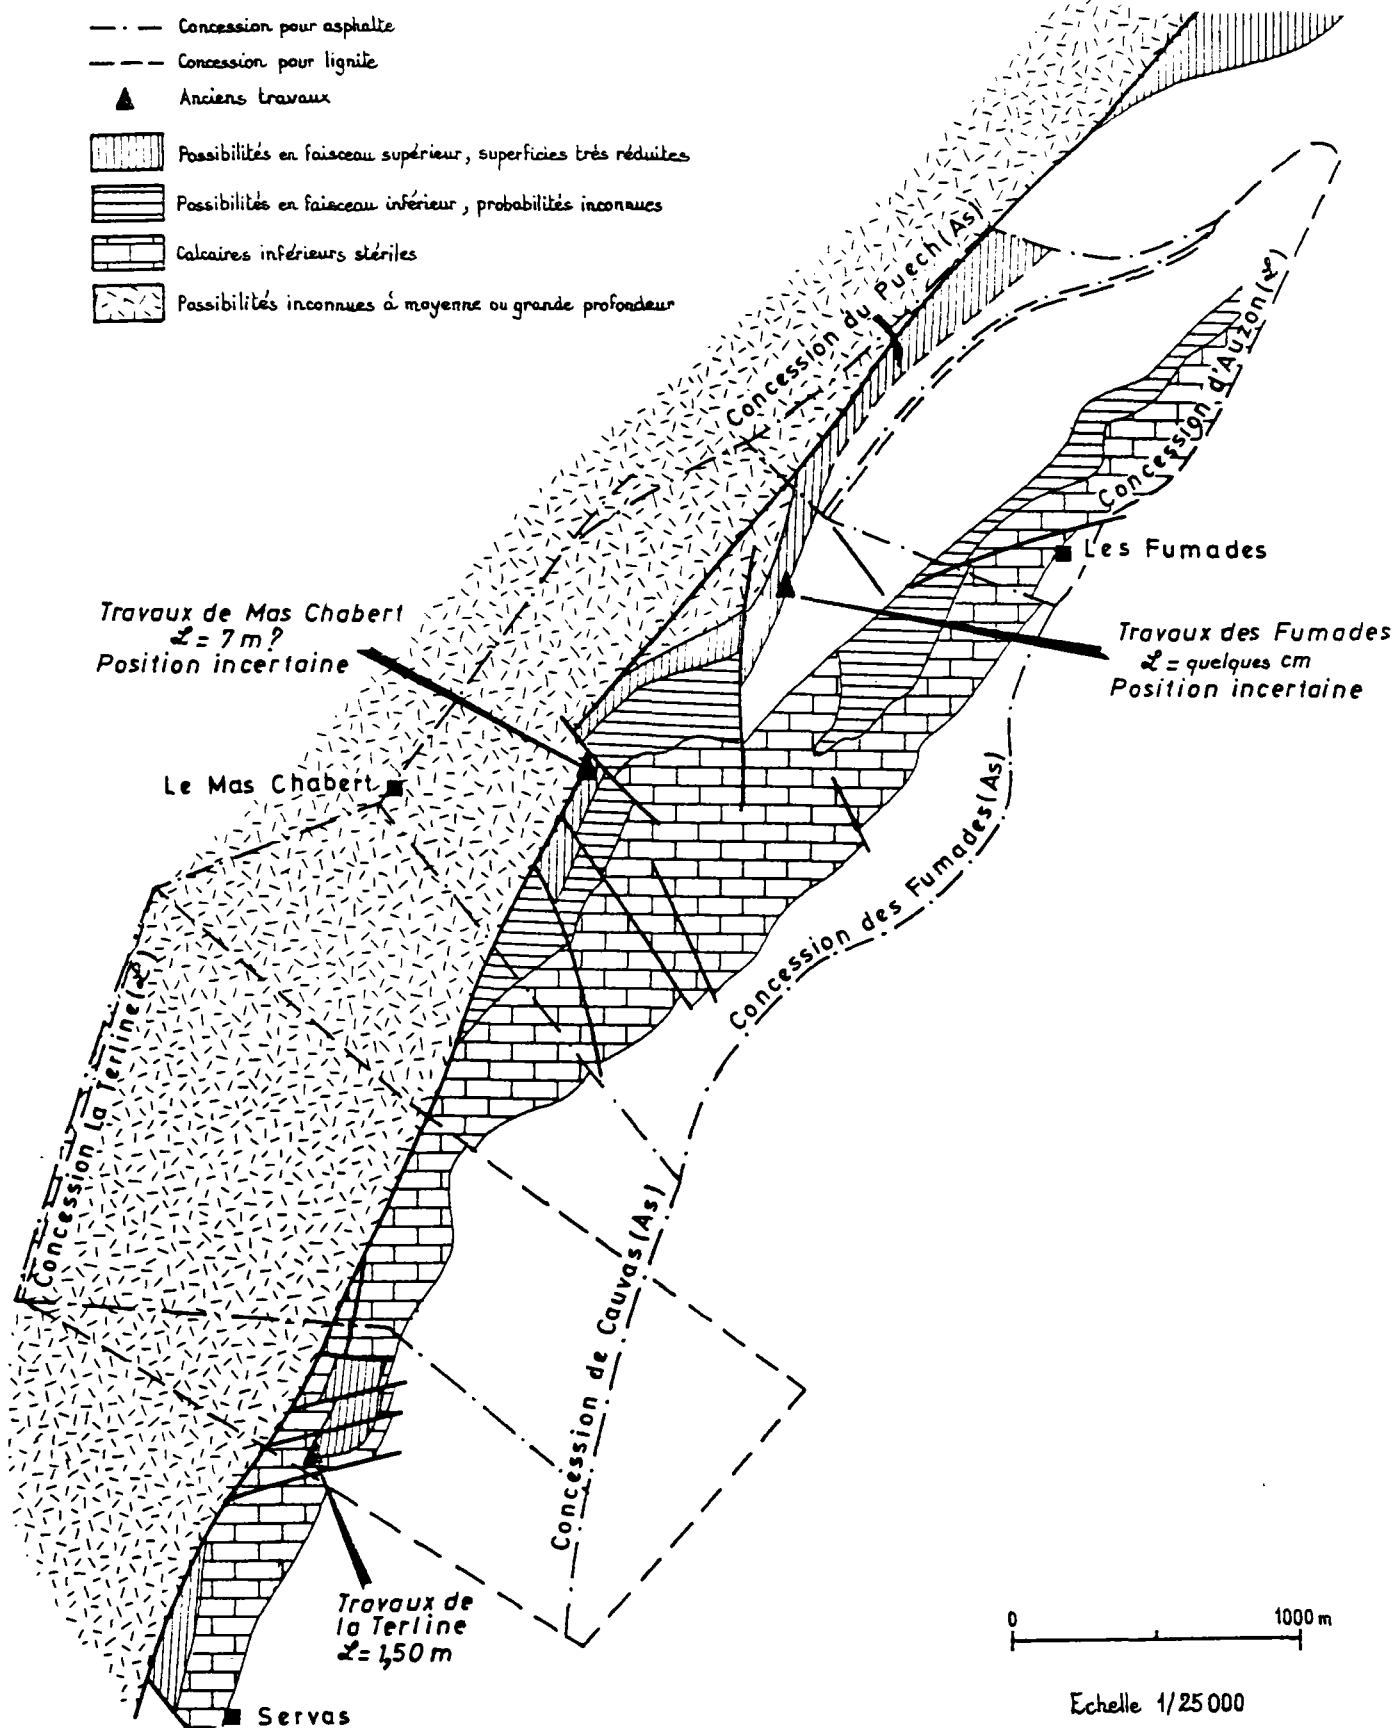 Concession pour asphalte
Concession pour lignite
Anciens travaux
Possibilités en faisceau supérieur, superficies très réduites
Possibilités en faisceau inférieur, probabilités inconnues
Calcaires inférieurs stériles
Possibilités inconnues à moyenne ou grande profondeur
Concession du Puech (As)
Concession d'Auzon (ℒ)
Les Fumades
Travaux de Mas Chabert
ℒ = 7 m ?
Position incertaine
Travaux des Fumades
ℒ = quelques cm
Position incertaine
Le Mas Chabert
Concession des Fumades (As)
Concession La Terline (ℒ)
Concession de Cauvas (As)
Travaux de
la Terline
ℒ = 1,50 m
Servas
0 1000 m
Echelle 1/25 000